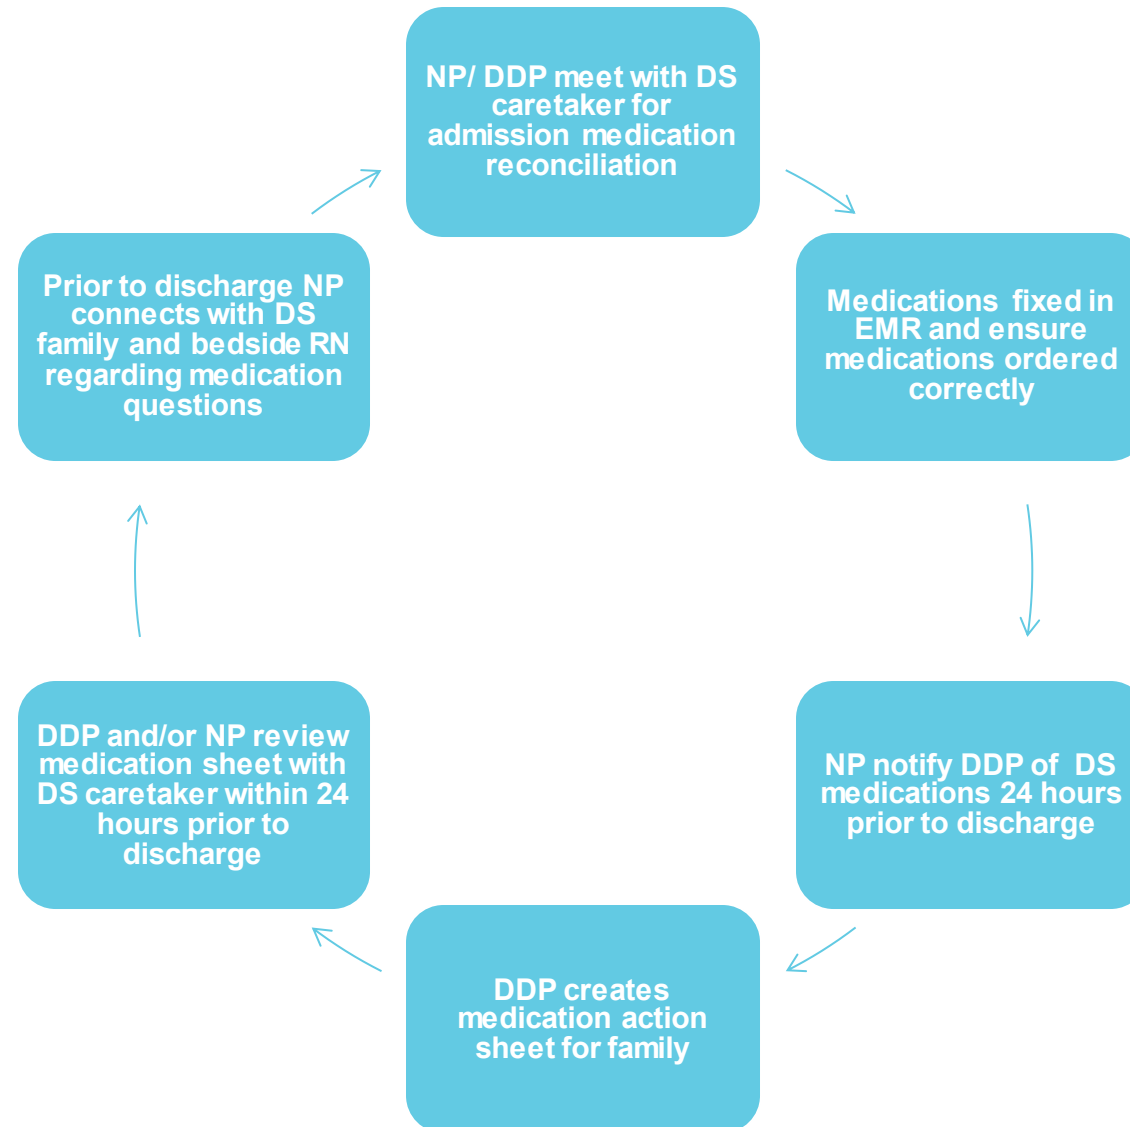 NP/ DDP meet with DS
caretaker for
admission medication
reconciliation
Medications fixed in
EMR and ensure
medications ordered
correctly
NP notify DDP of DS
medications 24 hours
prior to discharge
DDP creates
medication action
sheet for family
DDP and/or NP review
medication sheet with
DS caretaker within 24
hours prior to
discharge
Prior to discharge NP
connects with DS
family and bedside RN
regarding medication
questions